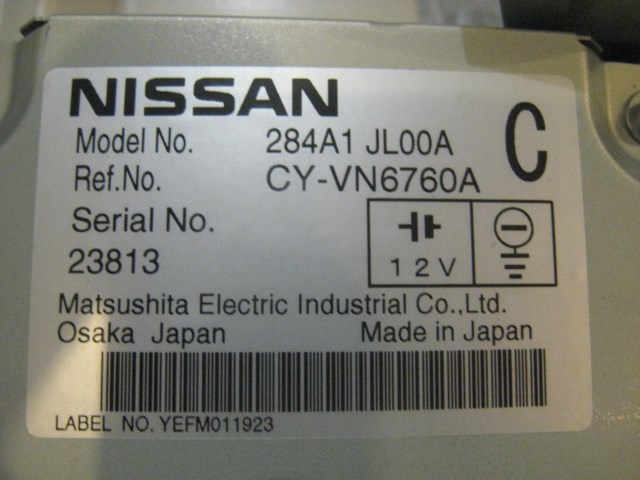 NISSAN
Model No. 284A1 JL00A C
Ref.No. CY-VN6760A
Serial No.
23813
12V
Matsushita Electric Industrial Co.,Ltd.
Osaka Japan Made in Japan
LABEL NO. YEFM011923